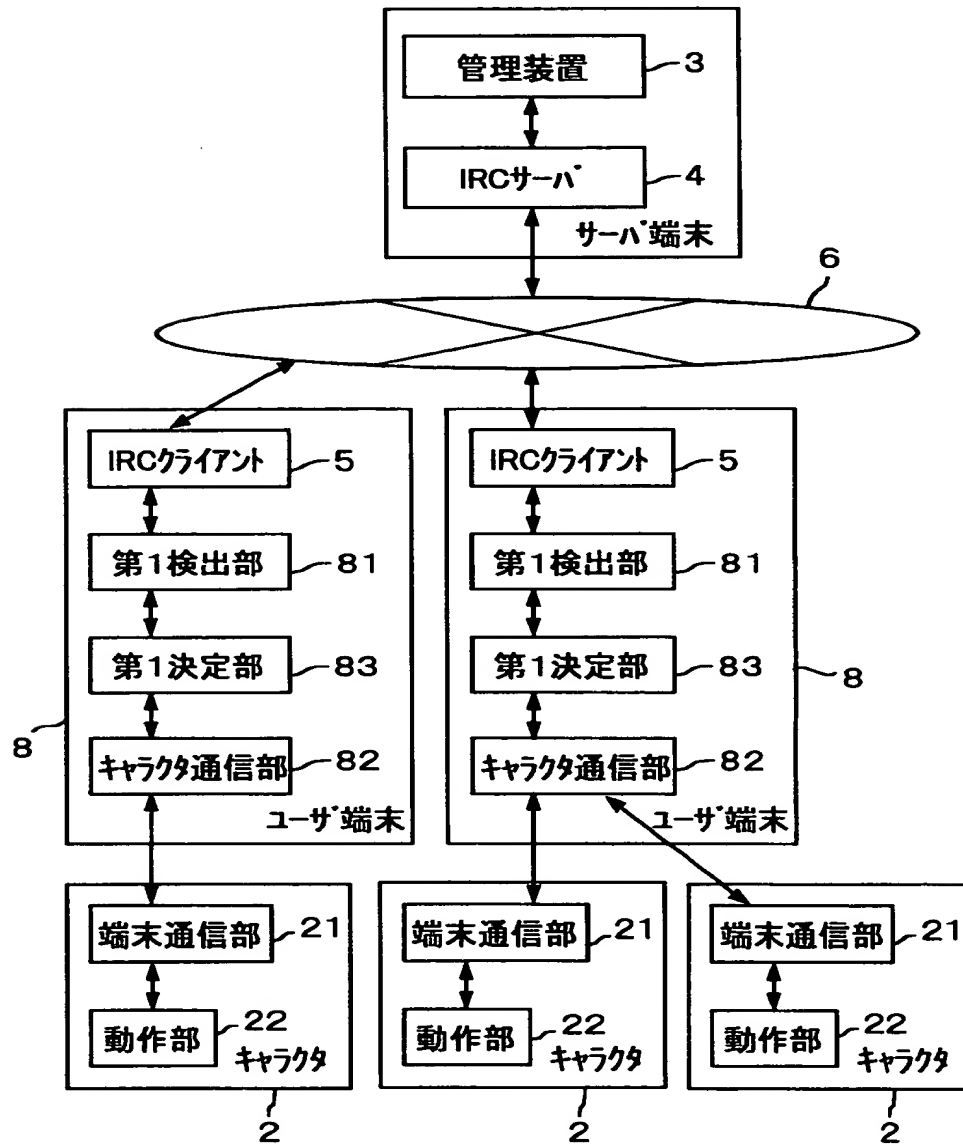 管理装置 3
IRCサーバ 4
サーバ端末
6
IRCクライアント 5
IRCクライアント 5
第1検出部 81
第1検出部 81
第1決定部 83
第1決定部 83
8
8
キャラクタ通信部 82
キャラクタ通信部 82
ユーザ端末
ユーザ端末
端末通信部 21
端末通信部 21
端末通信部 21
動作部 22
キャラクタ
動作部 22
キャラクタ
動作部 22
キャラクタ
2
2
2